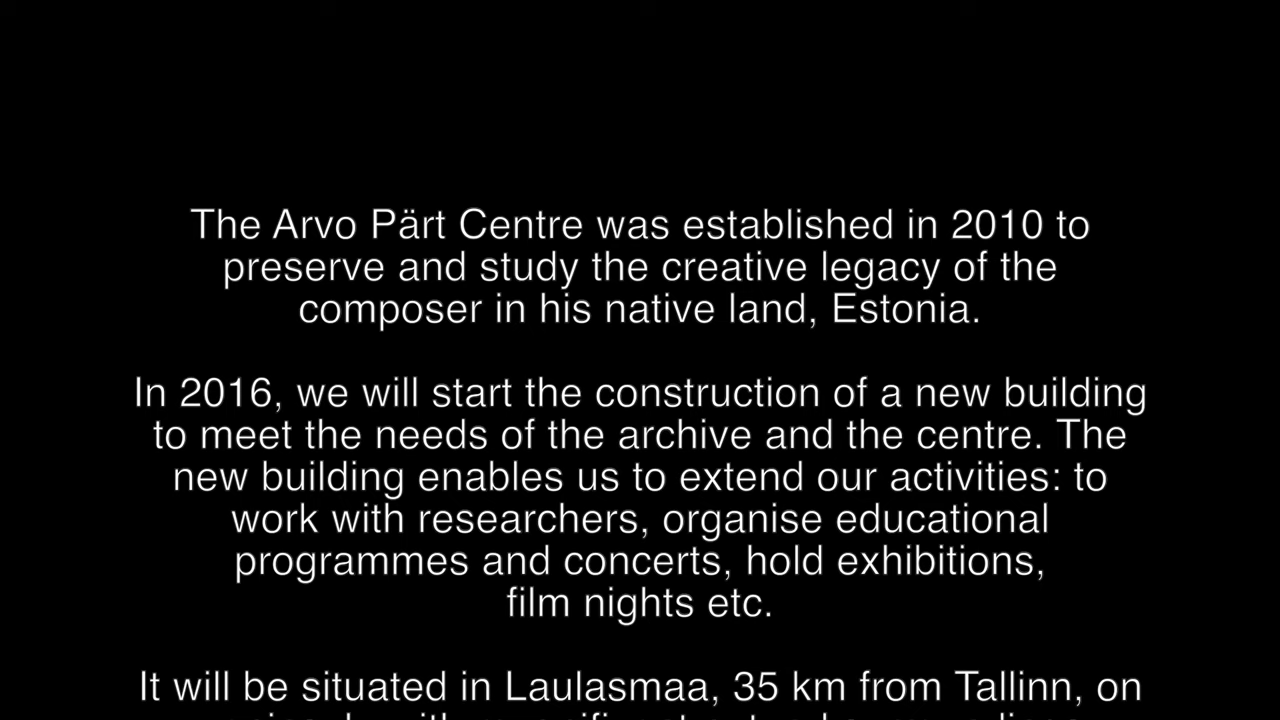 The Arvo Pärt Centre was established in 2010 to
preserve and study the creative legacy of the
composer in his native land, Estonia.
In 2016, we will start the construction of a new building
to meet the needs of the archive and the centre. The
new building enables us to extend our activities: to
work with researchers, organise educational
programmes and concerts, hold exhibitions,
film nights etc.
It will be situated in Laulasmaa, 35 km from Tallinn, on